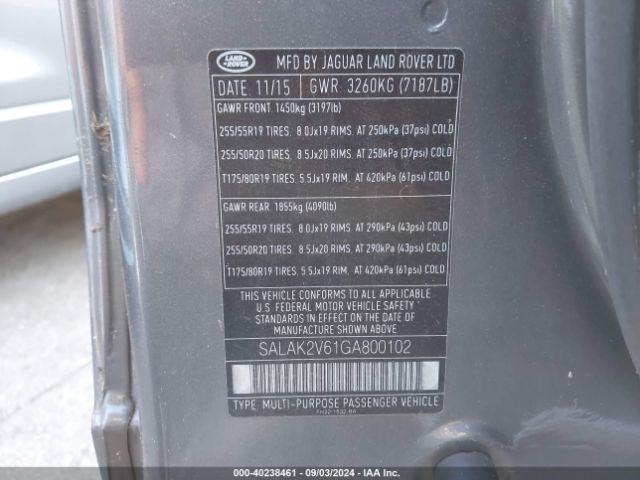 LAND ROVER
MFD BY JAGUAR LAND ROVER LTD
DATE: 11/15 GWR. 3260KG (7187LB)
GAWR FRONT 1450kg (3197lb)
255/55R19 TIRES. 8.0Jx19 RIMS. AT 250kPa (37psi) COLD
255/50R20 TIRES. 8.5Jx20 RIMS. AT 250kPa (37psi) COLD
T175/80R19 TIRES. 5.5Jx19 RIM. AT 420kPa (61psi) COLD
GAWR REAR. 1855kg (4090lb)
255/55R19 TIRES. 8.0Jx19 RIMS. AT 290kPa (43psi) COLD
255/50R20 TIRES. 8.5Jx20 RIMS. AT 290kPa (43psi) COLD
T175/80R19 TIRES. 5.5Jx19 RIM. AT 420kPa (61psi) COLD
THIS VEHICLE CONFORMS TO ALL APPLICABLE
U.S. FEDERAL MOTOR VEHICLE SAFETY
STANDARDS IN EFFECT ON THE DATE OF
MANUFACTURE SHOWN ABOVE.
SALAK2V61GA800102
TYPE: MULTI-PURPOSE PASSENGER VEHICLE
000-40238461 - 09/03/2024 - IAA Inc.